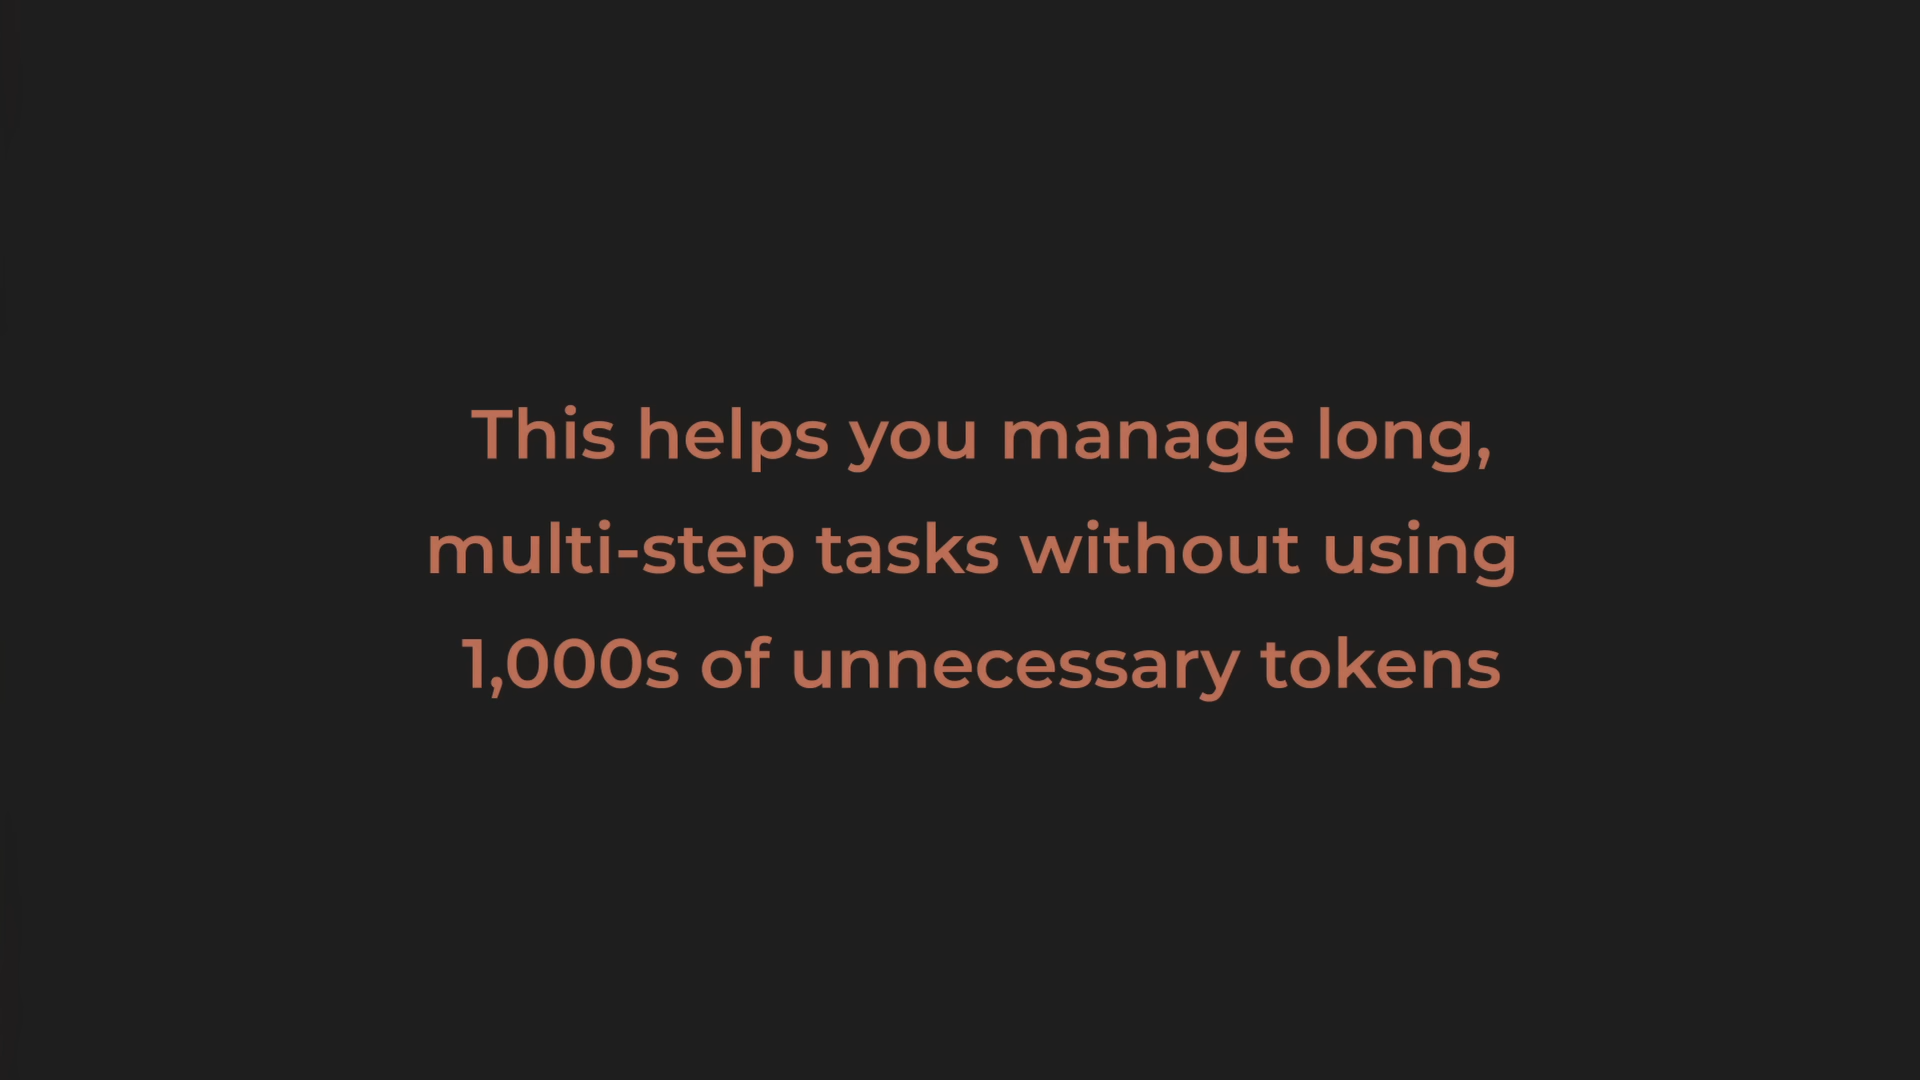 This helps you manage long,
multi-step tasks without using
1,000s of unnecessary tokens